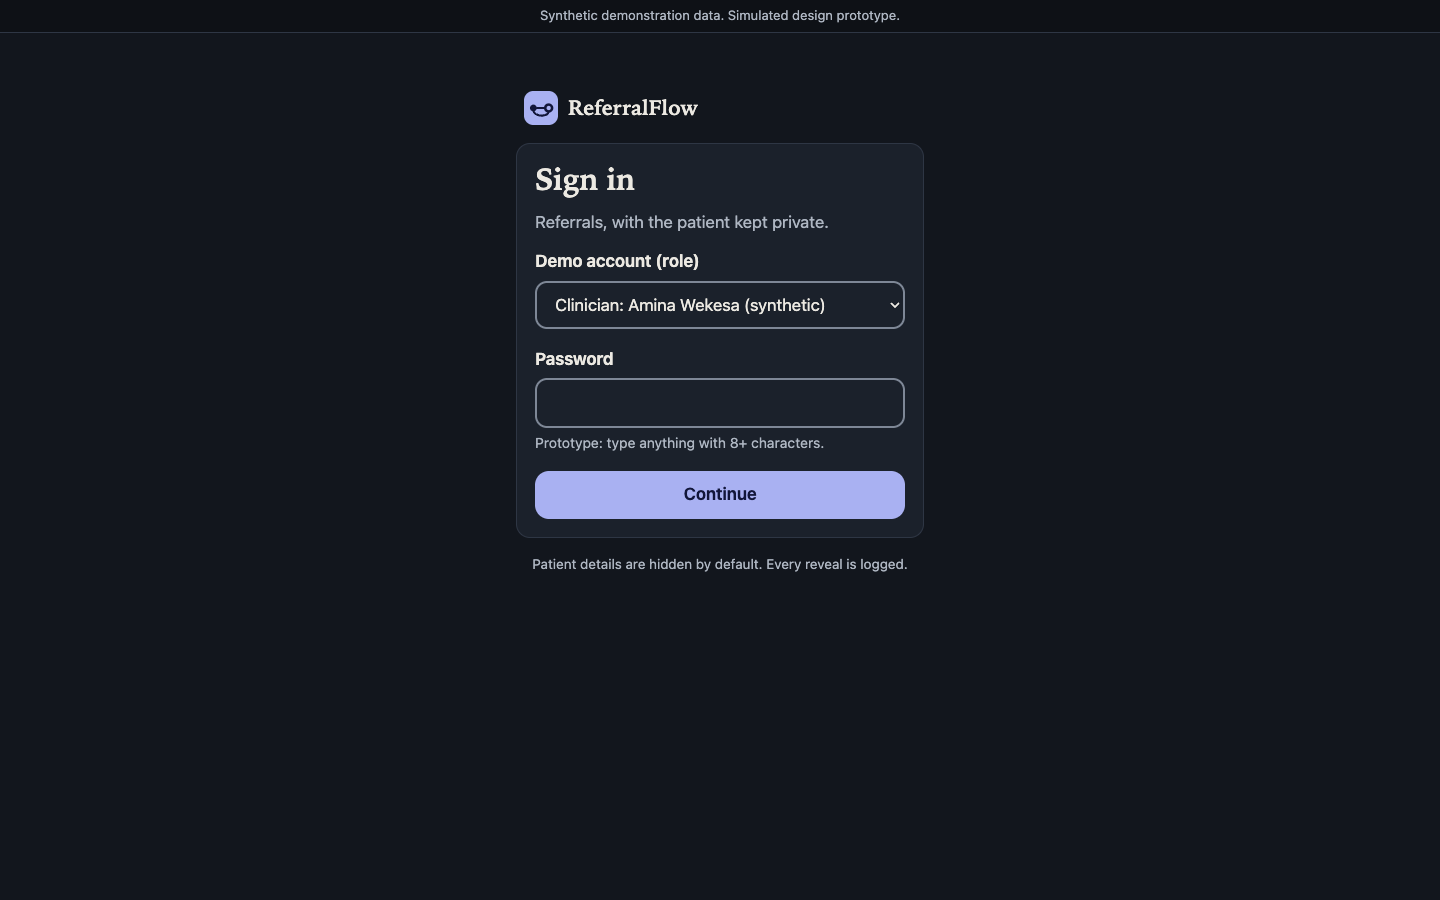 Synthetic demonstration data. Simulated design prototype.
ReferralFlow
Sign in
Referrals, with the patient kept private.
Demo account (role)
Clinician: Amina Wekesa (synthetic)
Password
Prototype: type anything with 8+ characters.
Continue
Patient details are hidden by default. Every reveal is logged.